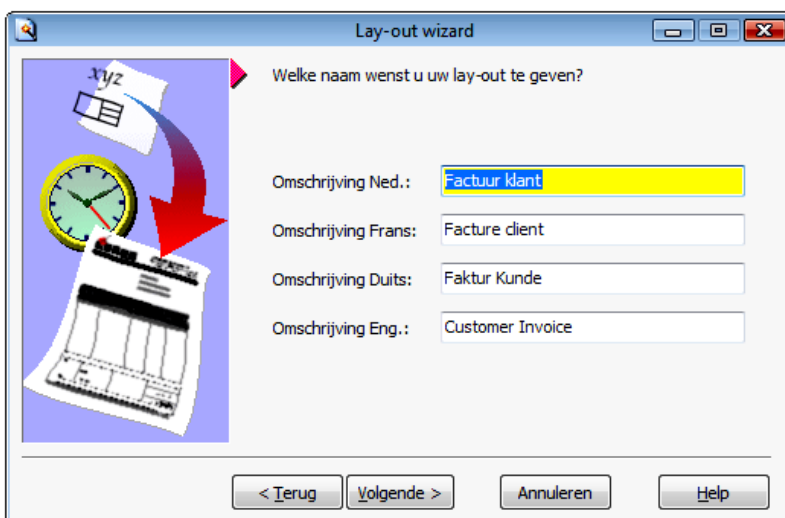 Lay-out wizard
xyz
Welke naam wenst u uw lay-out te geven?
Omschrijving Ned.: Factuur klant
Omschrijving Frans: Facture client
Omschrijving Duits: Faktur Kunde
Omschrijving Eng.: Customer Invoice
< Terug Volgende > Annuleren Help